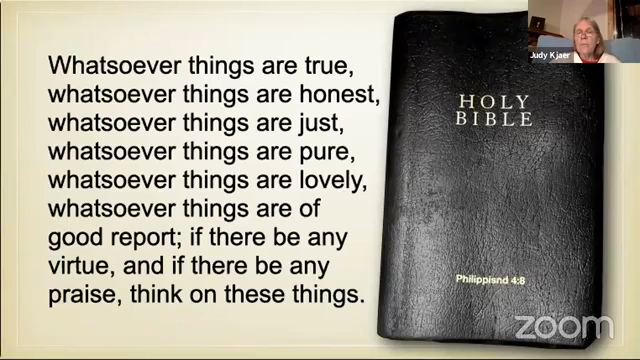 Whatsoever things are true,
whatsoever things are honest,
whatsoever things are just,
whatsoever things are pure,
whatsoever things are lovely,
whatsoever things are of
good report; if there be any
virtue, and if there be any
praise, think on these things.
HOLY
BIBLE
Philippisnd 4:8
Judy Kjaer
zoom